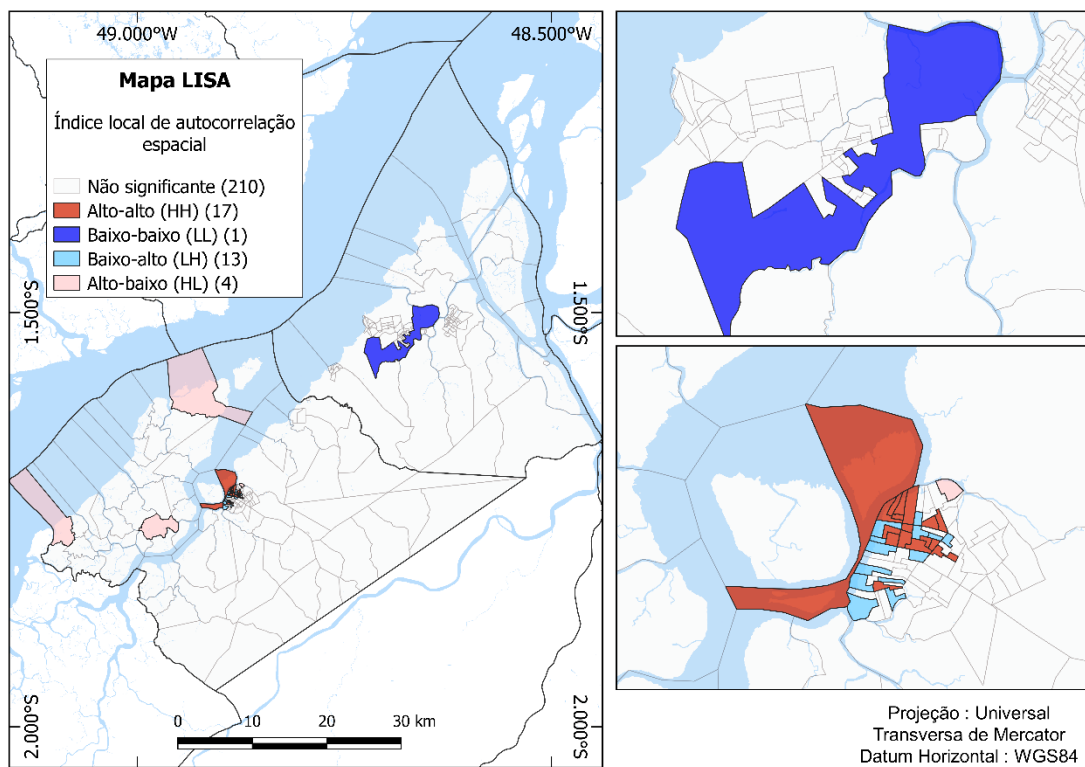 49.000°W
48.500°W
Mapa LISA
Índice local de autocorrelação
espacial
Não significante (210)
Alto-alto (HH) (17)
Baixo-baixo (LL) (1)
Baixo-alto (LH) (13)
Alto-baixo (HL) (4)
1.500°S
1.500°S
2.000°S
2.000°S
0 10 20 30 km
Projeção : Universal
Transversa de Mercator
Datum Horizontal : WGS84